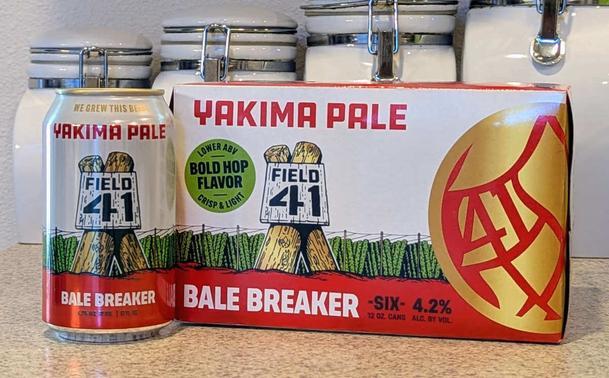 WE GREW THIS BEER
YAKIMA PALE
FIELD
41
BALE BREAKER
YAKIMA PALE
LOWER ABV
BOLD HOP
FLAVOR
CRISP & LIGHT
FIELD
41
BALE BREAKER
-SIX-
12 OZ. CANS
4.2%
ALC. BY VOL.
41